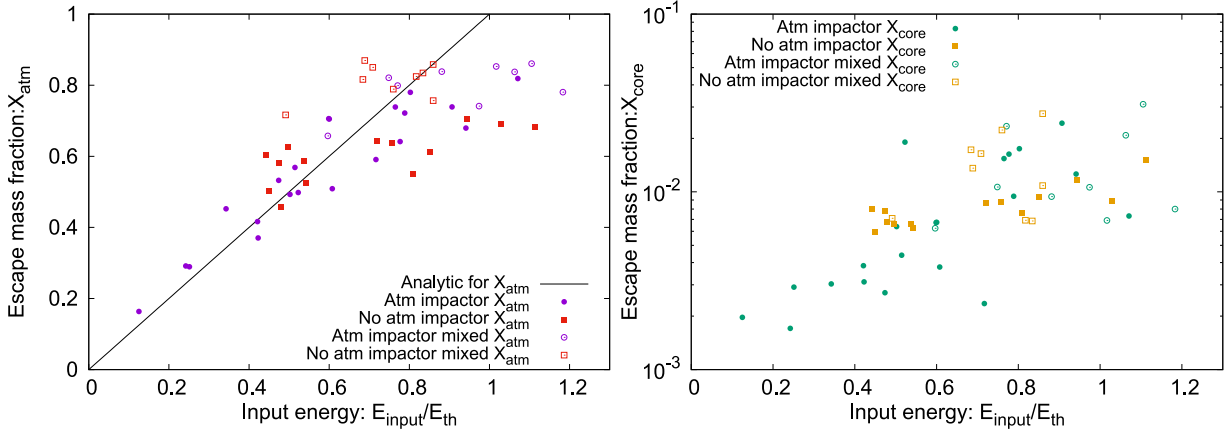 Escape mass fraction:X_atm
1
0.8
0.6
0.4
0.2
0
0 0.2 0.4 0.6 0.8 1 1.2
Input energy: E_input/E_th
Analytic for X_atm
Atm impactor X_atm
No atm impactor X_atm
Atm impactor mixed X_atm
No atm impactor mixed X_atm
Escape mass fraction:X_core
10^-1
10^-2
10^-3
0 0.2 0.4 0.6 0.8 1 1.2
Input energy: E_input/E_th
Atm impactor X_core
No atm impactor X_core
Atm impactor mixed X_core
No atm impactor mixed X_core